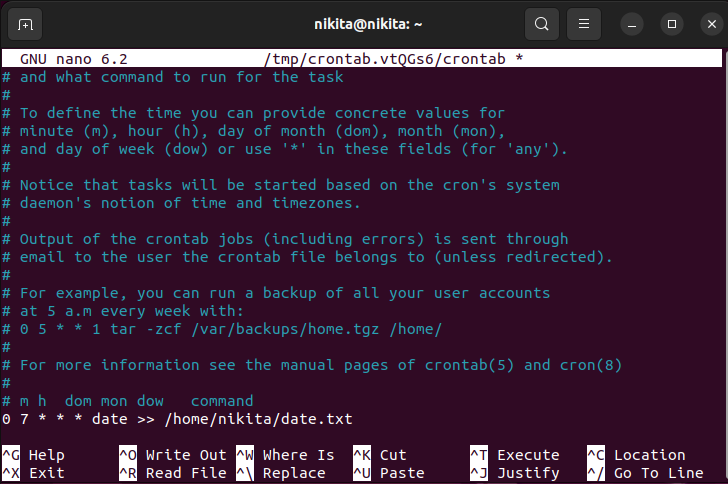 nikita@nikita: ~
GNU nano 6.2 /tmp/crontab.vtQGs6/crontab *
# and what command to run for the task
#
# To define the time you can provide concrete values for
# minute (m), hour (h), day of month (dom), month (mon),
# and day of week (dow) or use '*' in these fields (for 'any').
#
# Notice that tasks will be started based on the cron's system
# daemon's notion of time and timezones.
#
# Output of the crontab jobs (including errors) is sent through
# email to the user the crontab file belongs to (unless redirected).
#
# For example, you can run a backup of all your user accounts
# at 5 a.m every week with:
# 0 5 * * 1 tar -zcf /var/backups/home.tgz /home/
#
# For more information see the manual pages of crontab(5) and cron(8)
#
# m h  dom mon dow   command
0 7 * * * date >> /home/nikita/date.txt
^G Help ^O Write Out ^W Where Is ^K Cut ^T Execute ^C Location
^X Exit ^R Read File ^\ Replace ^U Paste ^J Justify ^/ Go To Line